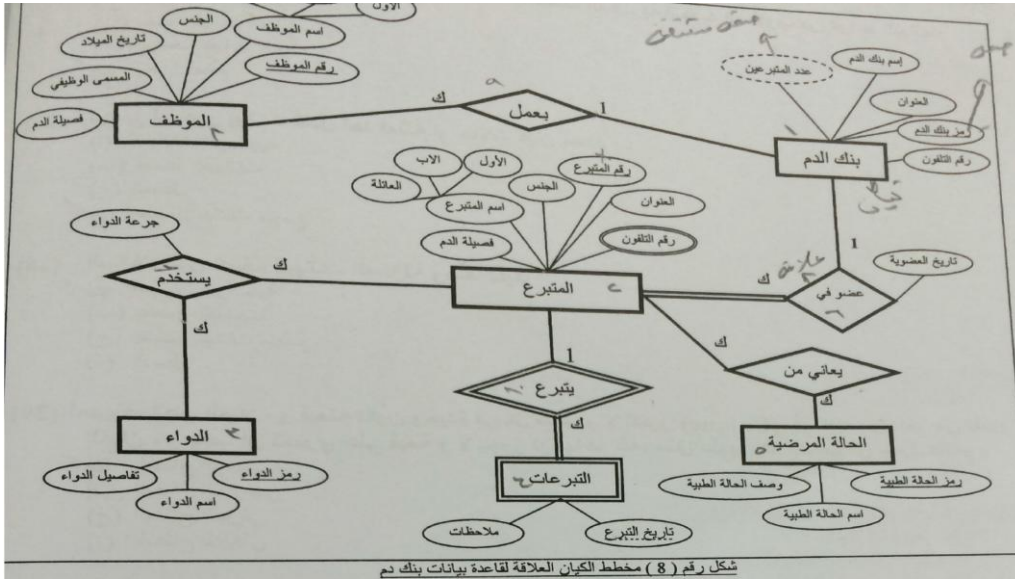 الأول
الجنس
اسم الموظف
تاريخ الميلاد
رقم الموظف
المسمى الوظيفي
فصيلة الدم
الموظف
ك
يعمل
1
عدد المتبرعين
إسم بنك الدم
العنوان
رمز بنك الدم
رقم التلفون
بنك الدم
الأول
الاب
العائلة
اسم المتبرع
الجنس
رقم المتبرع
العنوان
فصيلة الدم
رقم التلفون
المتبرع
1
تاريخ العضوية
علاقة
عضو في
ك
جرعة الدواء
يستخدم
ك
ك
ك
يعاني من
ك
1
يتبرع
ك
الدواء
تفاصيل الدواء
رمز الدواء
اسم الدواء
التبرعات
ملاحظات
تاريخ التبرع
الحالة المرضية
وصف الحالة الطبية
رمز الحالة الطبية
اسم الحالة الطبية
شكل رقم ( 8 ) مخطط الكيان العلاقة لقاعدة بيانات بنك دم